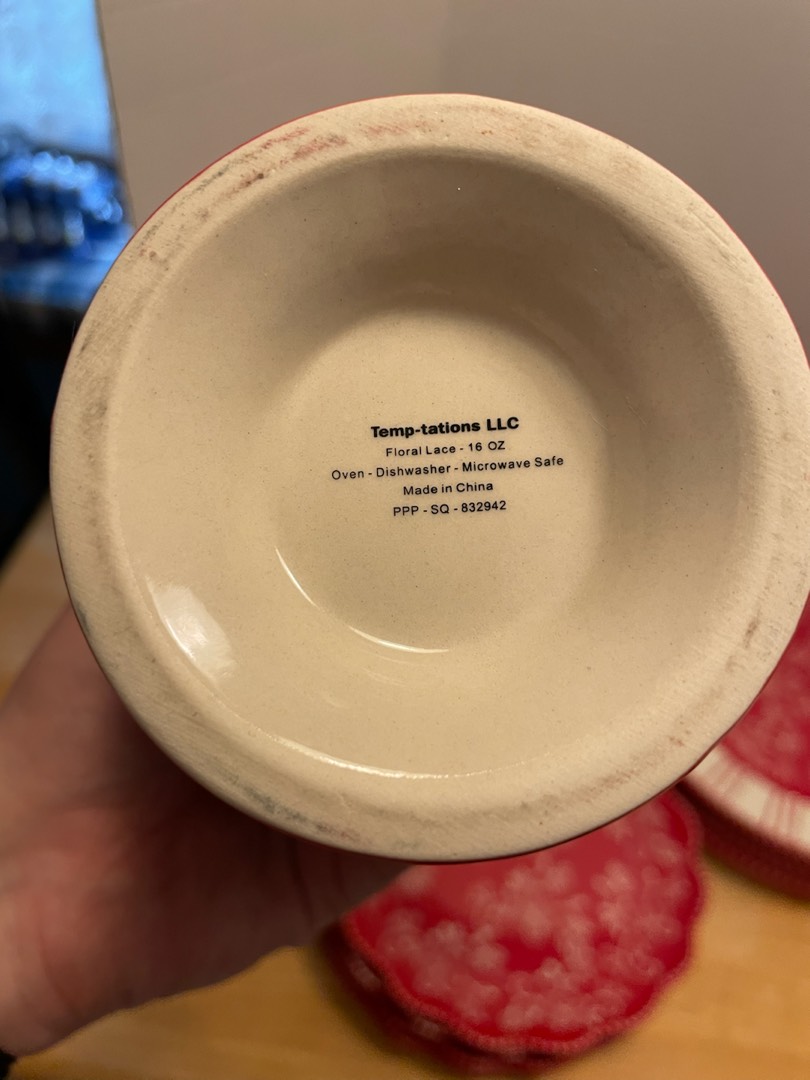 Temp-tations LLC
Floral Lace - 16 OZ
Oven - Dishwasher - Microwave Safe
Made in China
PPP - SQ - 832942